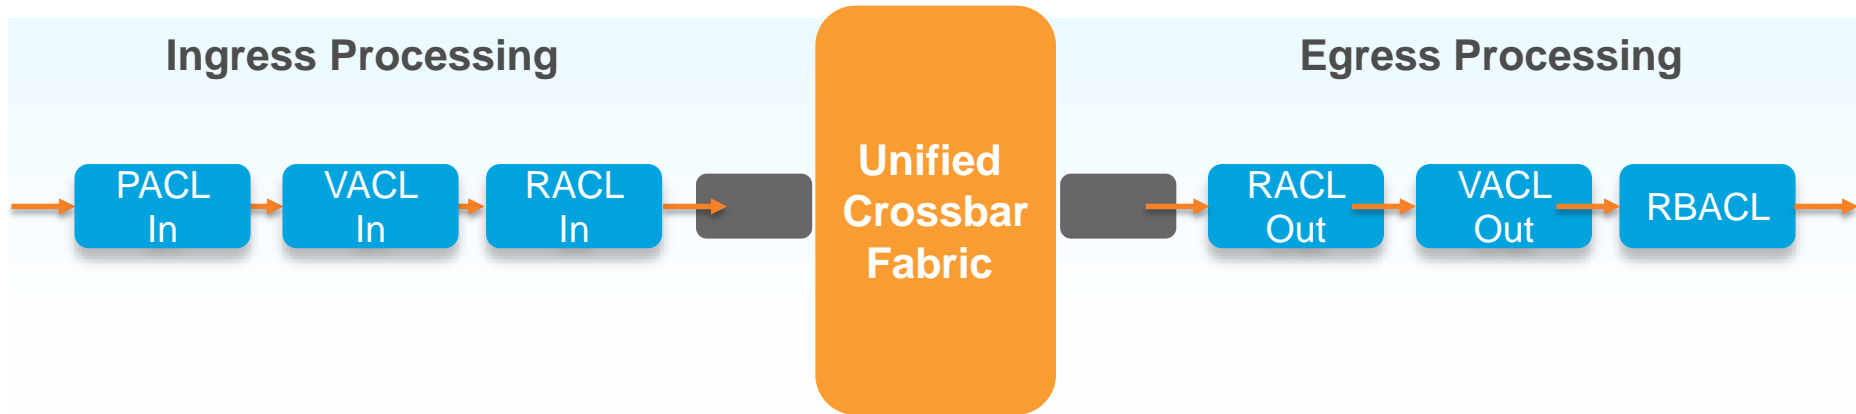 Ingress Processing
Egress Processing
PACL
In
VACL
In
RACL
In
Unified
Crossbar
Fabric
RACL
Out
VACL
Out
RBACL